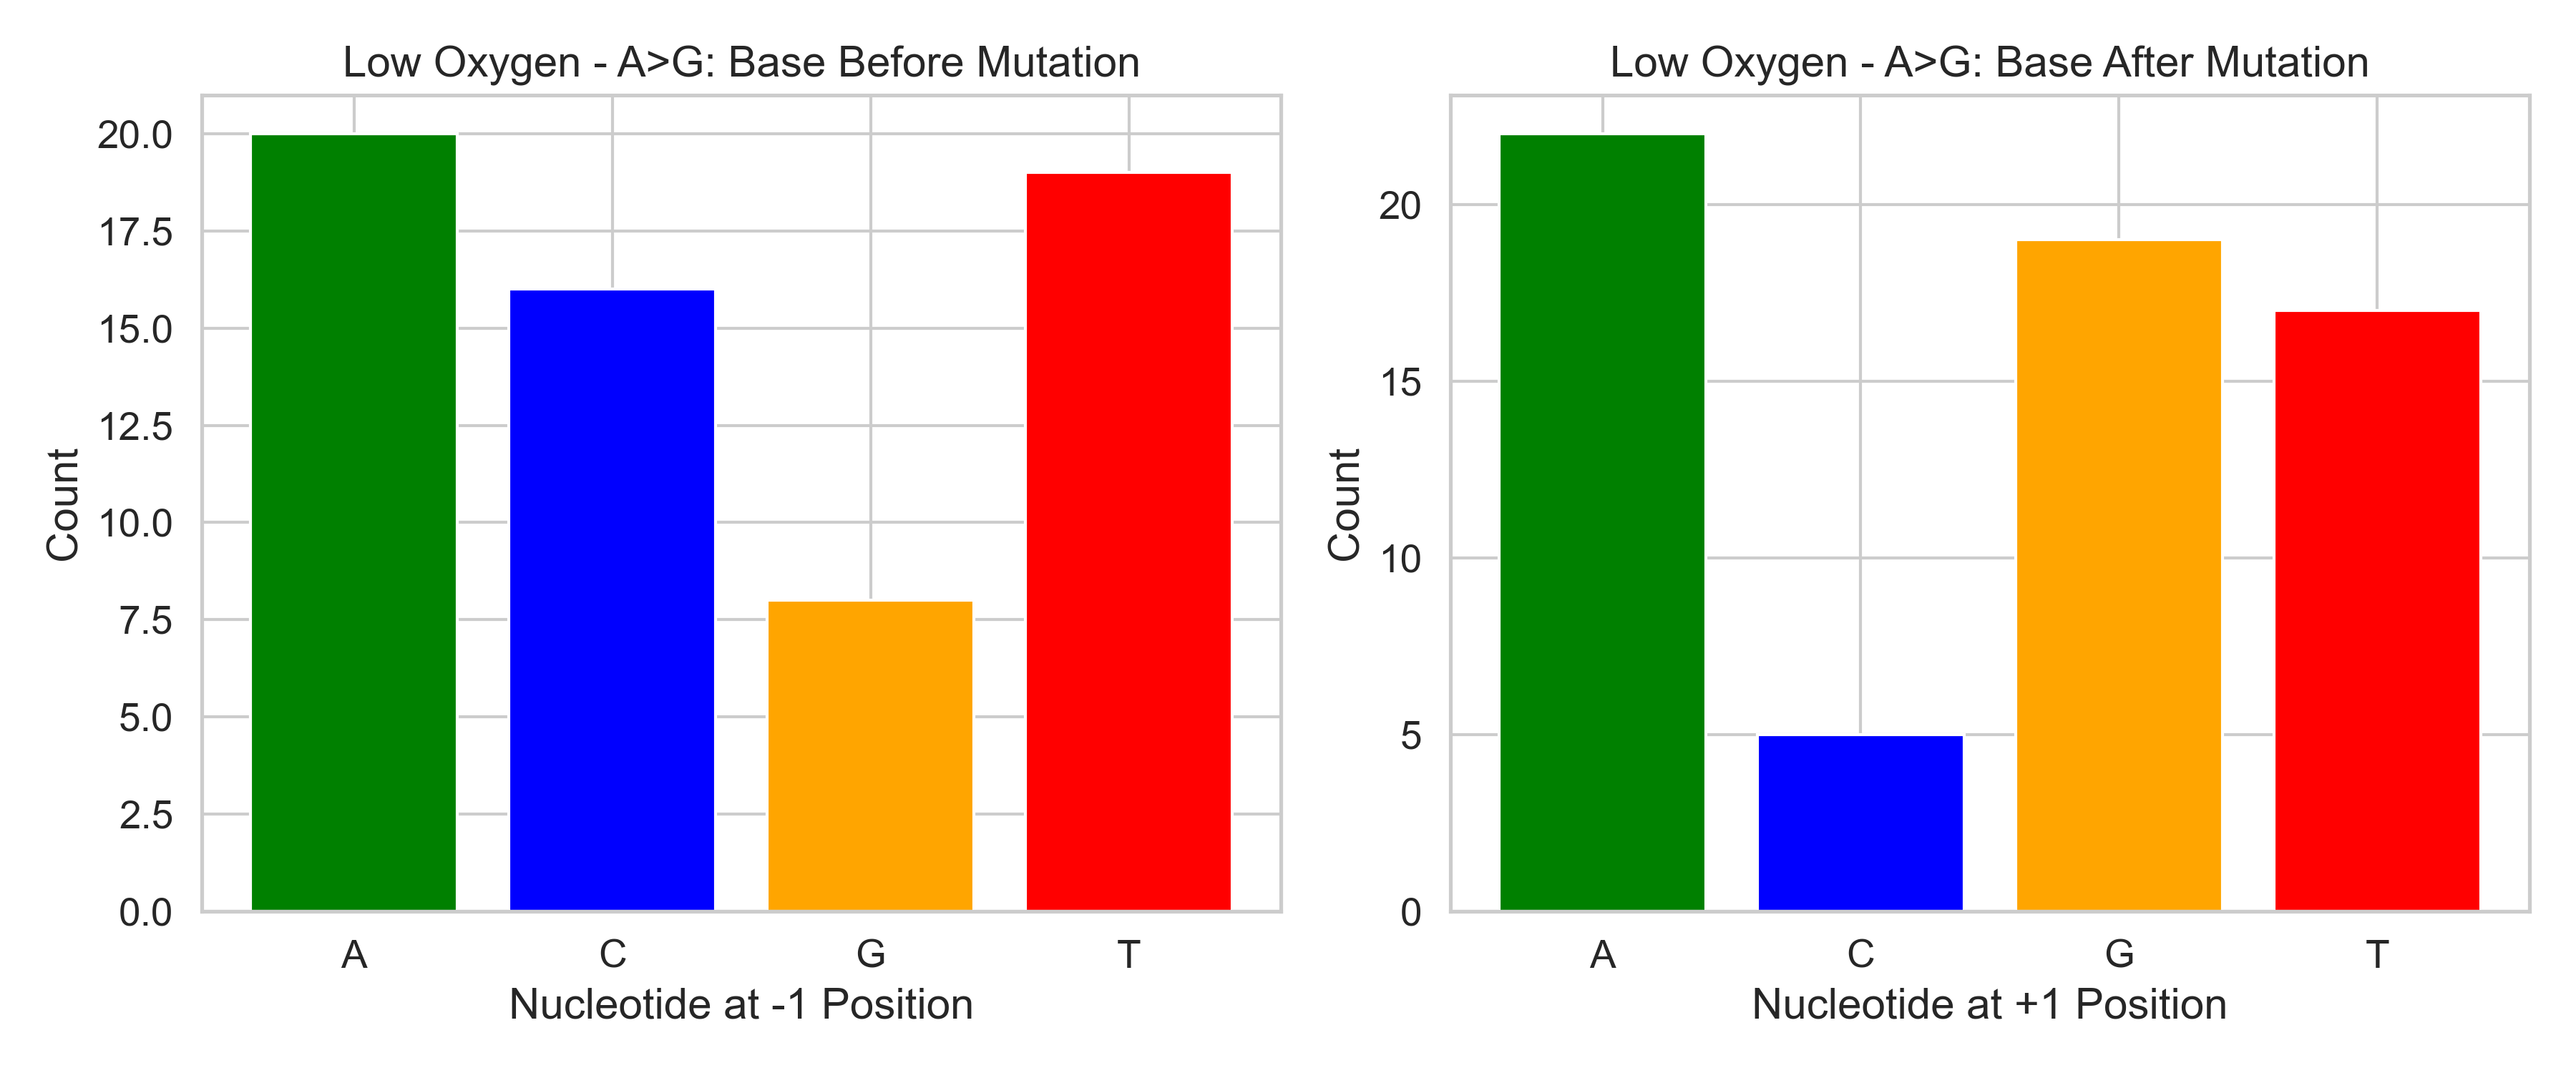 Low Oxygen - A>G: Base Before Mutation
20.0
17.5
15.0
12.5
10.0
7.5
5.0
2.5
0.0
Count
A C G T
Nucleotide at -1 Position
Low Oxygen - A>G: Base After Mutation
20
15
10
5
0
Count
A C G T
Nucleotide at +1 Position